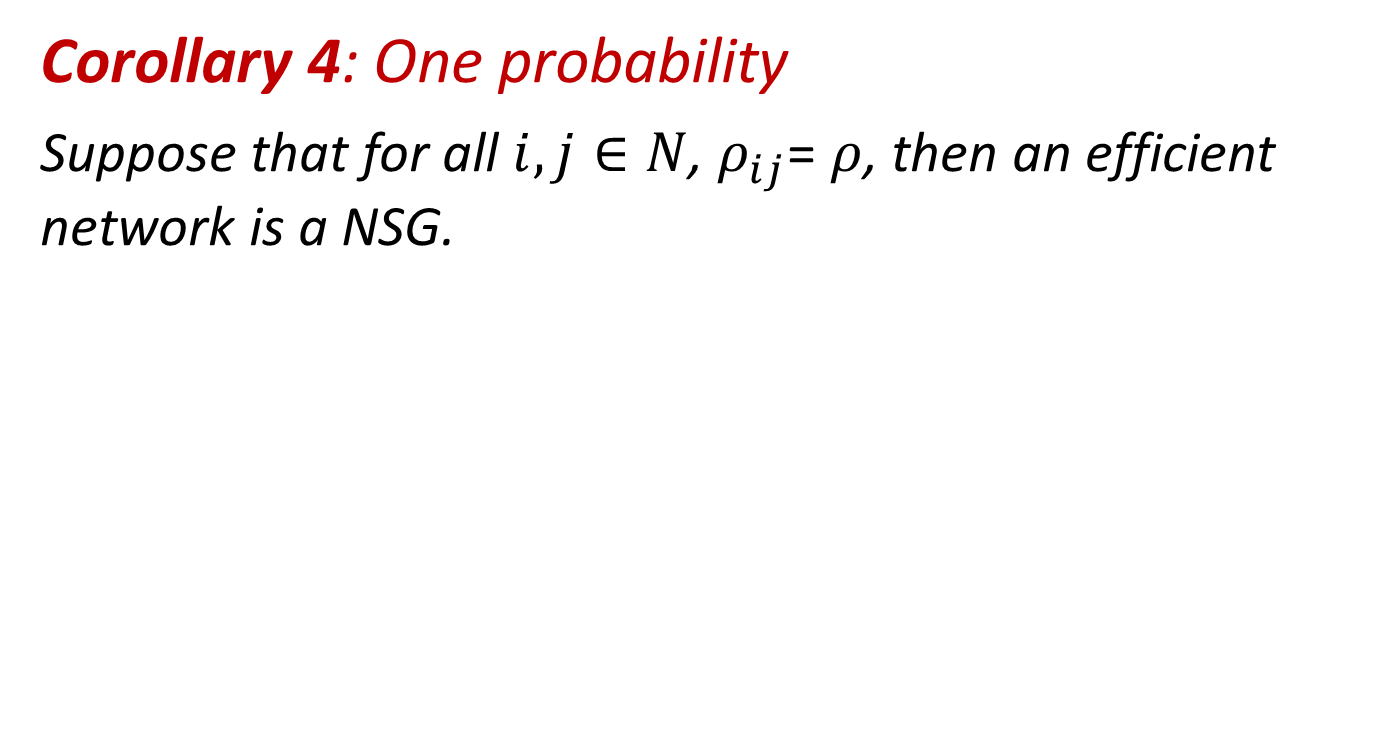 Corollary 4: One probability
Suppose that for all i, j ∈ N, ρᵢⱼ= ρ, then an efficient
network is a NSG.